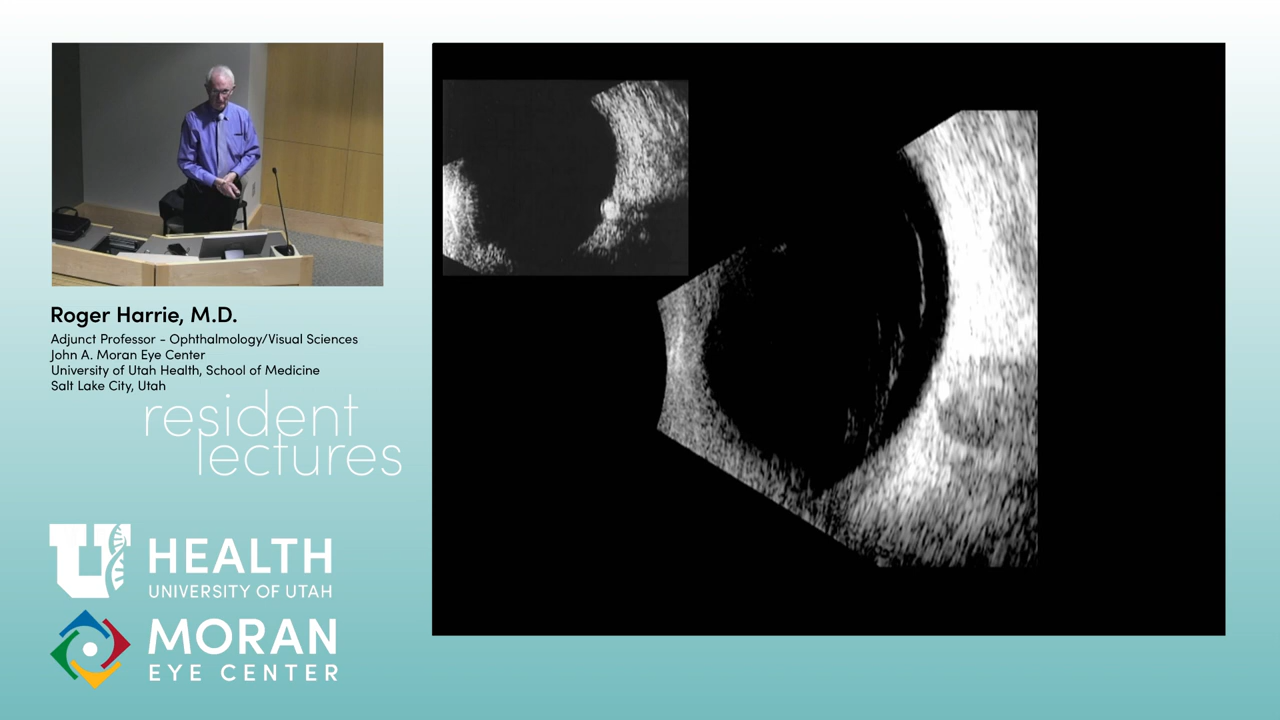 Roger Harrie, M.D.
Adjunct Professor - Ophthalmology/Visual Sciences
John A. Moran Eye Center
University of Utah Health, School of Medicine
Salt Lake City, Utah
resident
lectures
U HEALTH
UNIVERSITY OF UTAH
MORAN
EYE CENTER